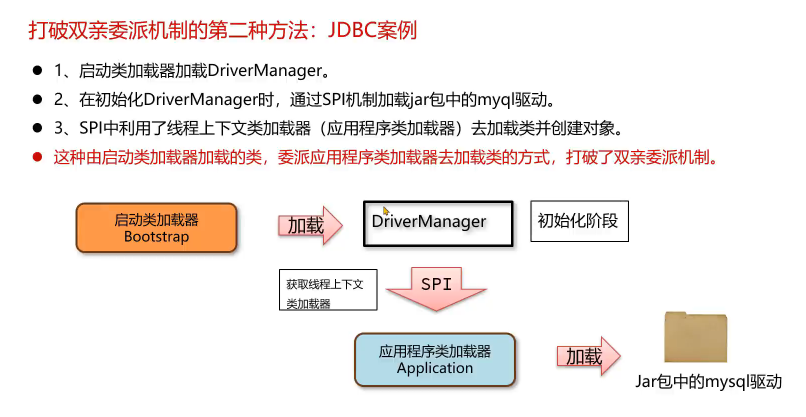 打破双亲委派机制的第二种方法：JDBC案例
● 1、启动类加载器加载DriverManager。
● 2、在初始化DriverManager时，通过SPI机制加载jar包中的myql驱动。
● 3、SPI中利用了线程上下文类加载器（应用程序类加载器）去加载类并创建对象。
● 这种由启动类加载器加载的类，委派应用程序类加载器去加载类的方式，打破了双亲委派机制。
启动类加载器
Bootstrap
加载
DriverManager
初始化阶段
获取线程上下文
类加载器
SPI
应用程序类加载器
Application
加载
Jar包中的mysql驱动